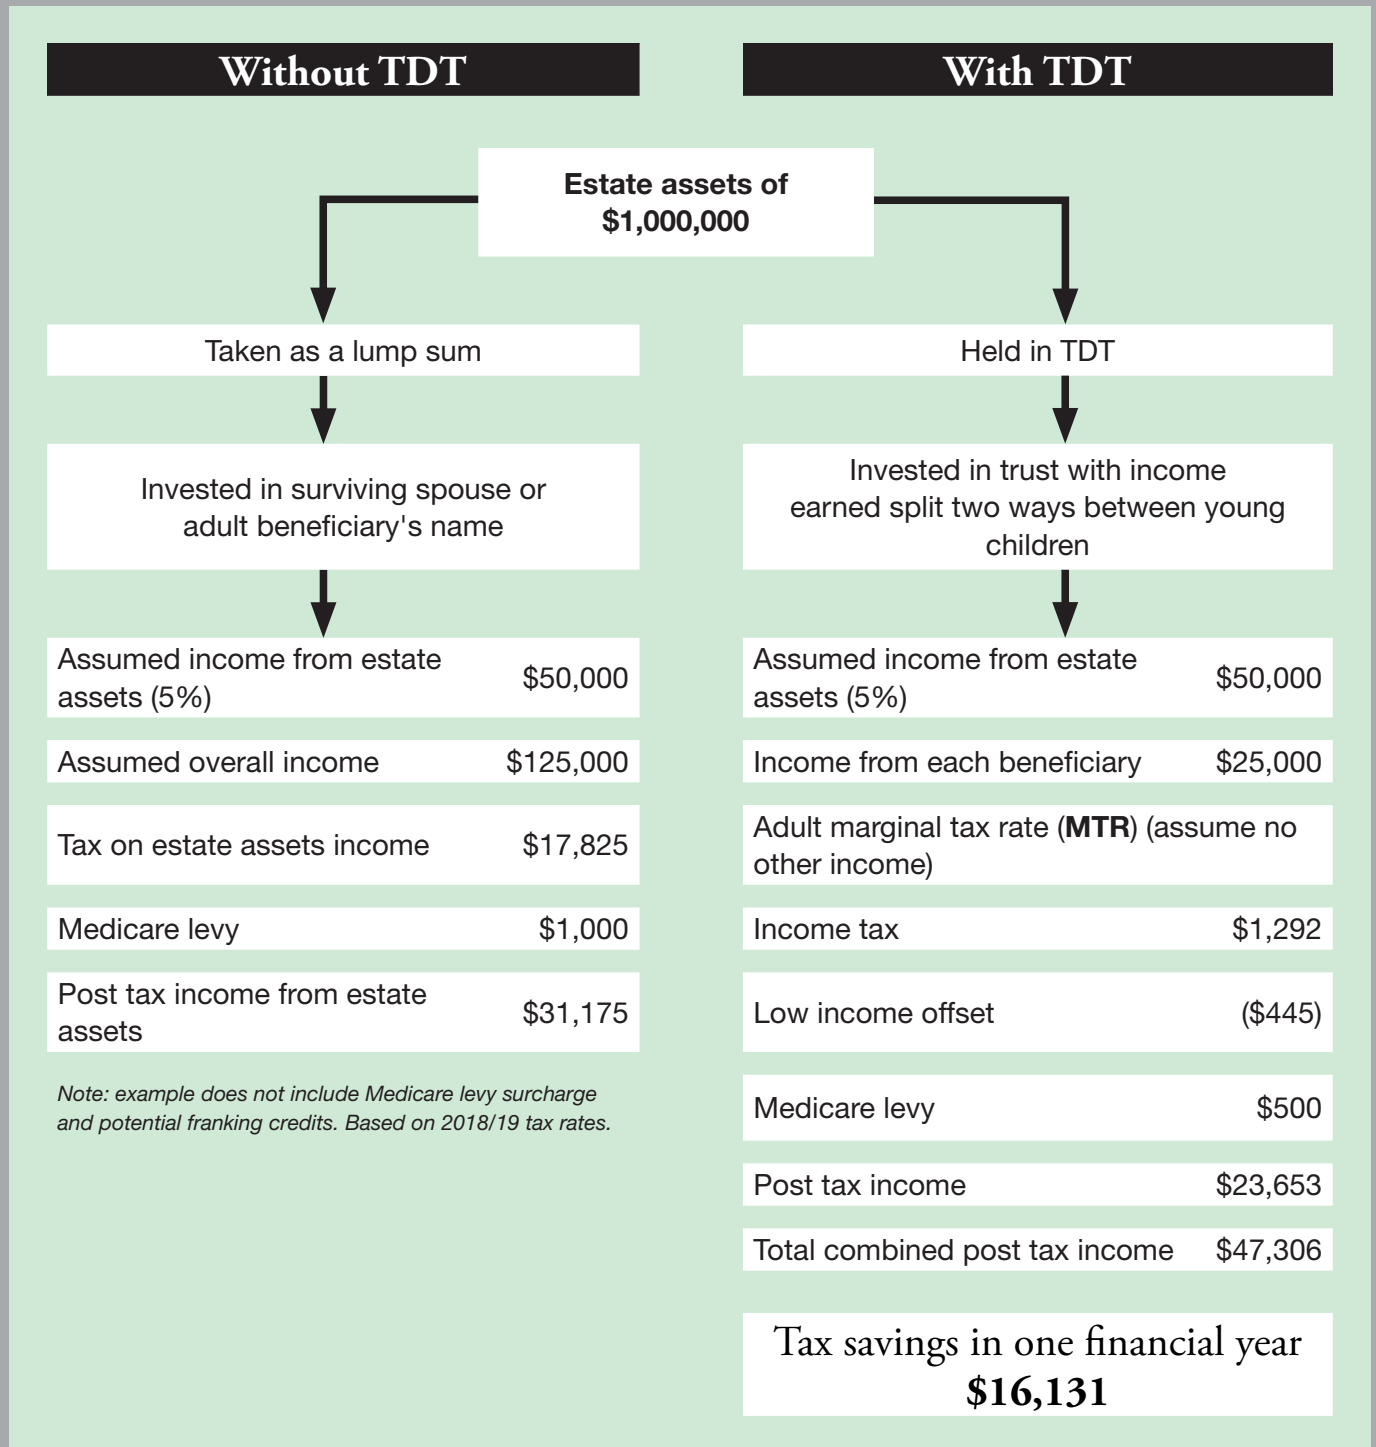 Without TDT
With TDT
Estate assets of
$1,000,000
Taken as a lump sum
Invested in surviving spouse or
adult beneficiary's name
Assumed income from estate
assets (5%)
$50,000
Assumed overall income
$125,000
Tax on estate assets income
$17,825
Medicare levy
$1,000
Post tax income from estate
assets
$31,175
Note: example does not include Medicare levy surcharge
and potential franking credits. Based on 2018/19 tax rates.
Held in TDT
Invested in trust with income
earned split two ways between young
children
Assumed income from estate
assets (5%)
$50,000
Income from each beneficiary
$25,000
Adult marginal tax rate (MTR) (assume no
other income)
Income tax
$1,292
Low income offset
($445)
Medicare levy
$500
Post tax income
$23,653
Total combined post tax income
$47,306
Tax savings in one financial year
$16,131